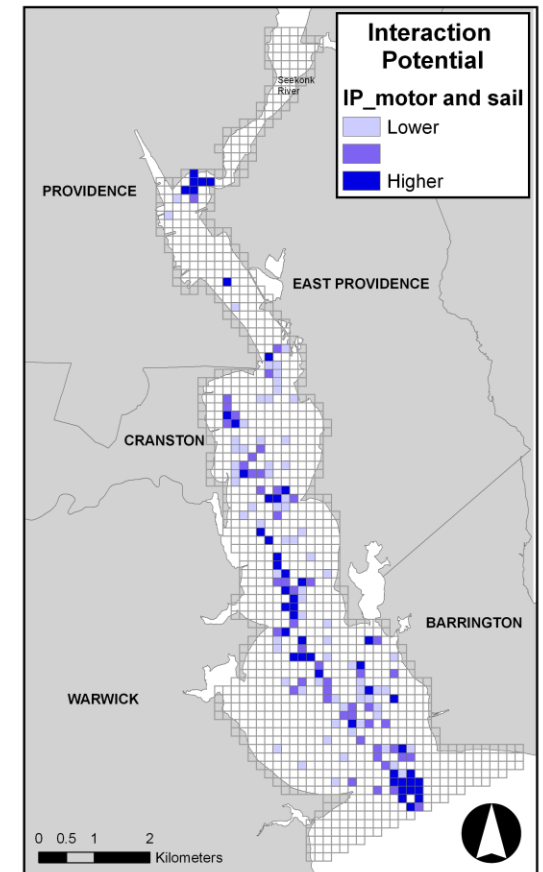 Interaction
Potential
IP_motor and sail
Lower
Higher
Seekonk
River
PROVIDENCE
EAST PROVIDENCE
CRANSTON
BARRINGTON
WARWICK
0 0.5 1 2
Kilometers